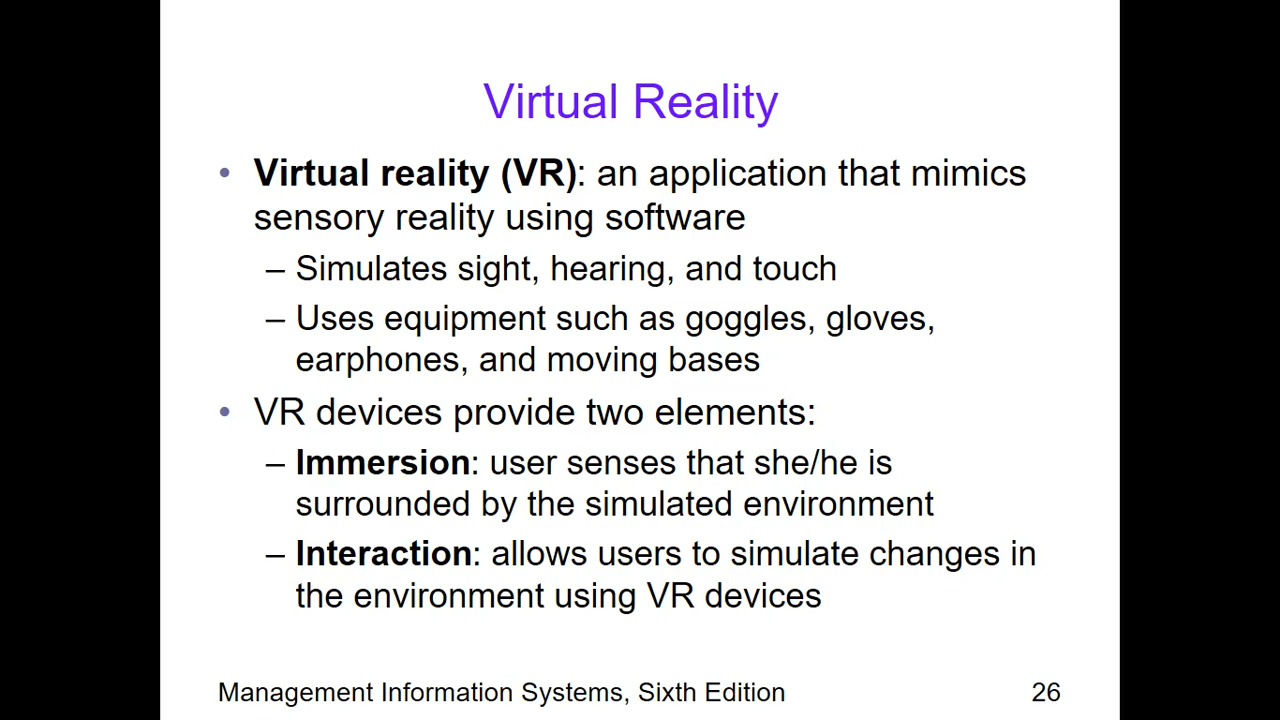 Virtual Reality
• Virtual reality (VR): an application that mimics
sensory reality using software
– Simulates sight, hearing, and touch
– Uses equipment such as goggles, gloves,
earphones, and moving bases
• VR devices provide two elements:
– Immersion: user senses that she/he is
surrounded by the simulated environment
– Interaction: allows users to simulate changes in
the environment using VR devices
Management Information Systems, Sixth Edition
26